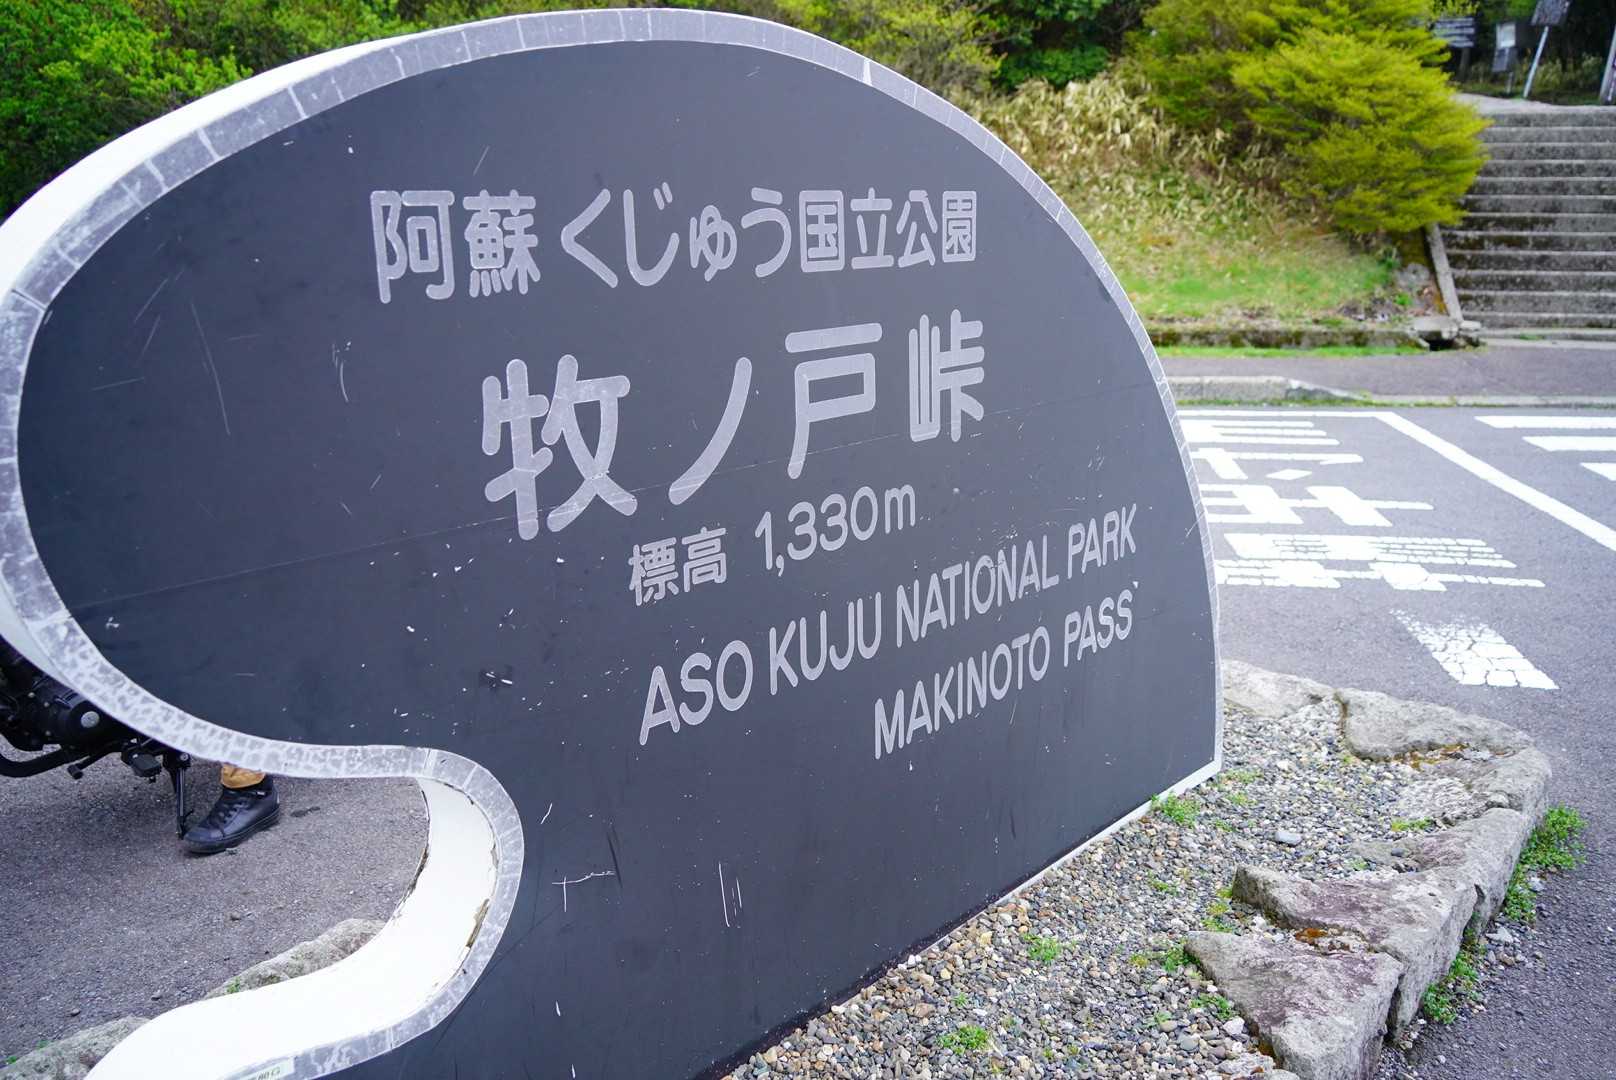 阿蘇くじゅう国立公園
牧ノ戸峠
標高 1,330m
ASO KUJU NATIONAL PARK
MAKINOTO PASS